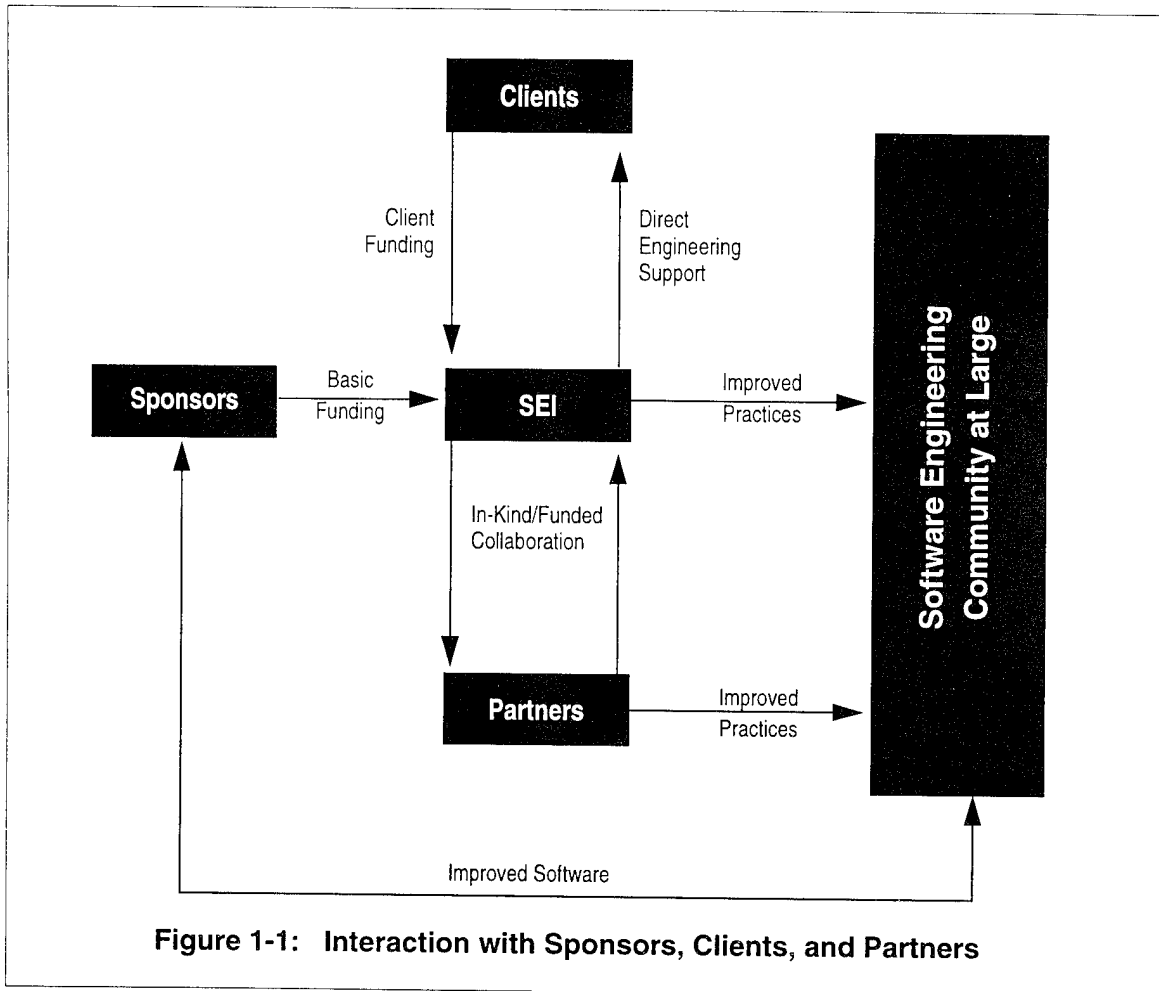 Clients
Client
Funding
Direct
Engineering
Support
Sponsors
Basic
Funding
SEI
Improved
Practices
Software Engineering
Community at Large
In-Kind/Funded
Collaboration
Partners
Improved
Practices
Improved Software
Figure 1-1: Interaction with Sponsors, Clients, and Partners